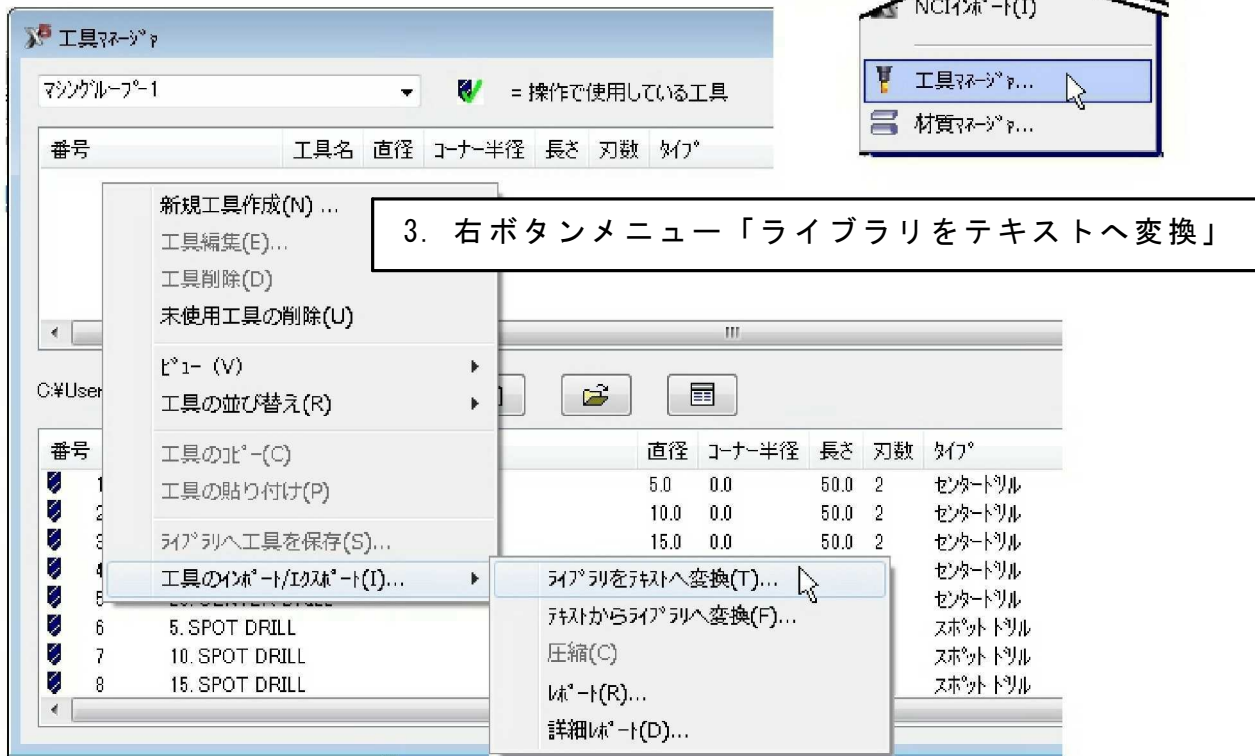 NCIｲﾝﾎﾟｰﾄ(I)
工具ﾏﾈｰｼﾞｬ...
材質ﾏﾈｰｼﾞｬ...
工具ﾏﾈｰｼﾞｬ
ﾏｼﾝｸﾞﾙｰﾌﾟ-1
= 操作で使用している工具
番号 工具名 直径 ｺｰﾅｰ半径 長さ 刃数 ﾀｲﾌﾟ
新規工具作成(N) ...
工具編集(E)...
工具削除(D)
未使用工具の削除(U)
ﾋﾞｭｰ (V)
工具の並び替え(R)
工具のｺﾋﾟｰ(C)
工具の貼り付け(P)
ﾗｲﾌﾞﾗﾘへ工具を保存(S)...
工具のｲﾝﾎﾟｰﾄ/ｴｸｽﾎﾟｰﾄ(I)...
3. 右ボタンメニュー「ライブラリをテキストへ変換」
C:¥User
番号 直径 ｺｰﾅｰ半径 長さ 刃数 ﾀｲﾌﾟ
1 5.0 0.0 50.0 2 ｾﾝﾀｰﾄﾞﾘﾙ
2 10.0 0.0 50.0 2 ｾﾝﾀｰﾄﾞﾘﾙ
3 15.0 0.0 50.0 2 ｾﾝﾀｰﾄﾞﾘﾙ
4 ｾﾝﾀｰﾄﾞﾘﾙ
5 ｾﾝﾀｰﾄﾞﾘﾙ
6 5. SPOT DRILL ｽﾎﾟｯﾄ ﾄﾞﾘﾙ
7 10. SPOT DRILL ｽﾎﾟｯﾄ ﾄﾞﾘﾙ
8 15. SPOT DRILL ｽﾎﾟｯﾄ ﾄﾞﾘﾙ
ﾗｲﾌﾞﾗﾘをﾃｷｽﾄへ変換(T)...
ﾃｷｽﾄからﾗｲﾌﾞﾗﾘへ変換(F)...
圧縮(C)
ﾚﾎﾟｰﾄ(R)...
詳細ﾚﾎﾟｰﾄ(D)...